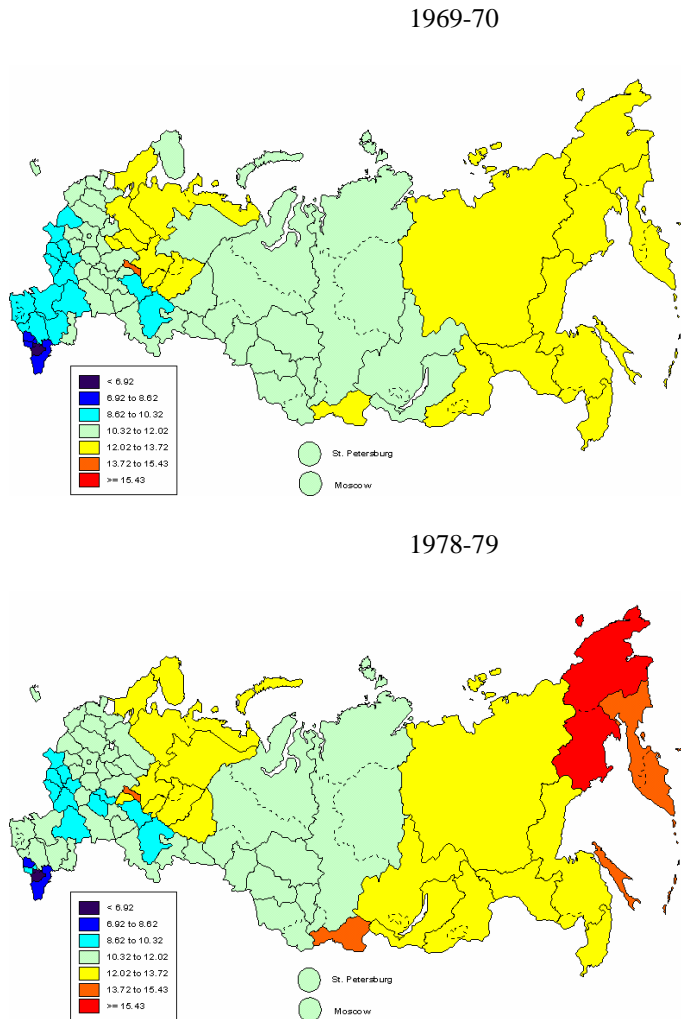 1969-70
< 6.92
6.92 to 8.62
8.62 to 10.32
10.32 to 12.02
12.02 to 13.72
13.72 to 15.43
>= 15.43
St. Petersburg
Moscow
1978-79
< 6.92
6.92 to 8.62
8.62 to 10.32
10.32 to 12.02
12.02 to 13.72
13.72 to 15.43
>= 15.43
St. Petersburg
Moscow